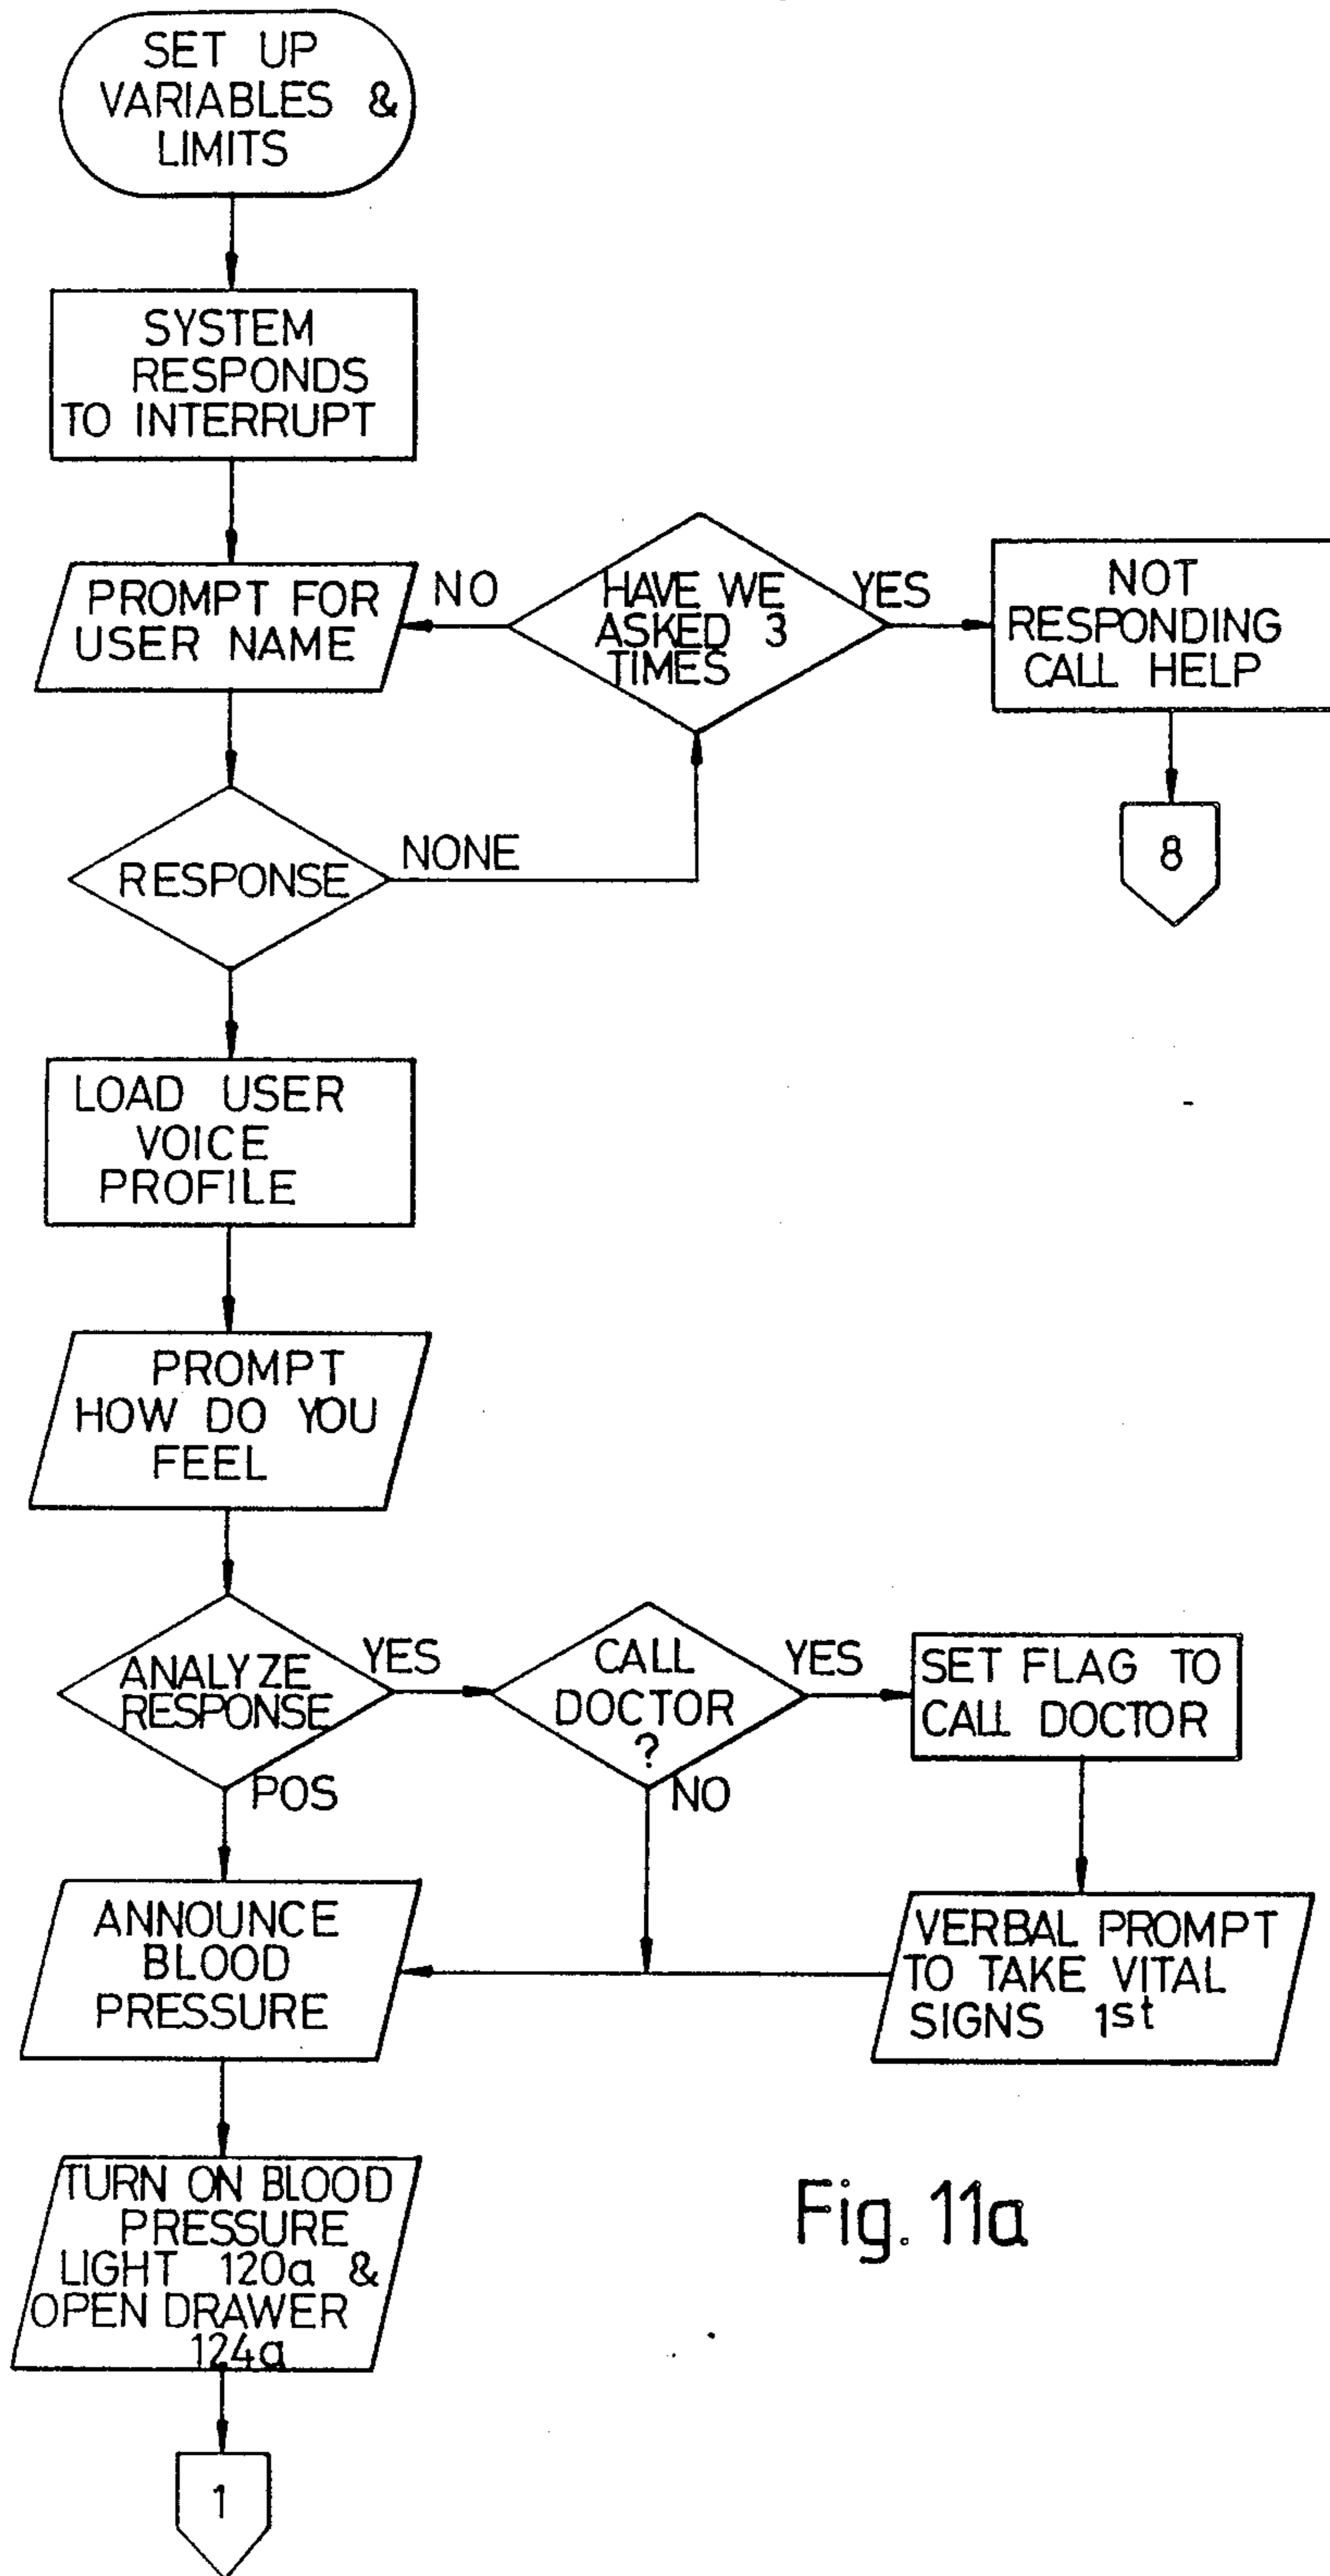 SET UP
VARIABLES &
LIMITS
SYSTEM
RESPONDS
TO INTERRUPT
PROMPT FOR
USER NAME
NO
HAVE WE
ASKED 3
TIMES
YES
NOT
RESPONDING
CALL HELP
8
RESPONSE
NONE
LOAD USER
VOICE
PROFILE
PROMPT
HOW DO YOU
FEEL
ANALYZE
RESPONSE
YES
POS
CALL
DOCTOR
?
YES
NO
SET FLAG TO
CALL DOCTOR
VERBAL PROMPT
TO TAKE VITAL
SIGNS 1st
ANNOUNCE
BLOOD
PRESSURE
TURN ON BLOOD
PRESSURE
LIGHT 120a &
OPEN DRAWER
124a
1
Fig. 11a